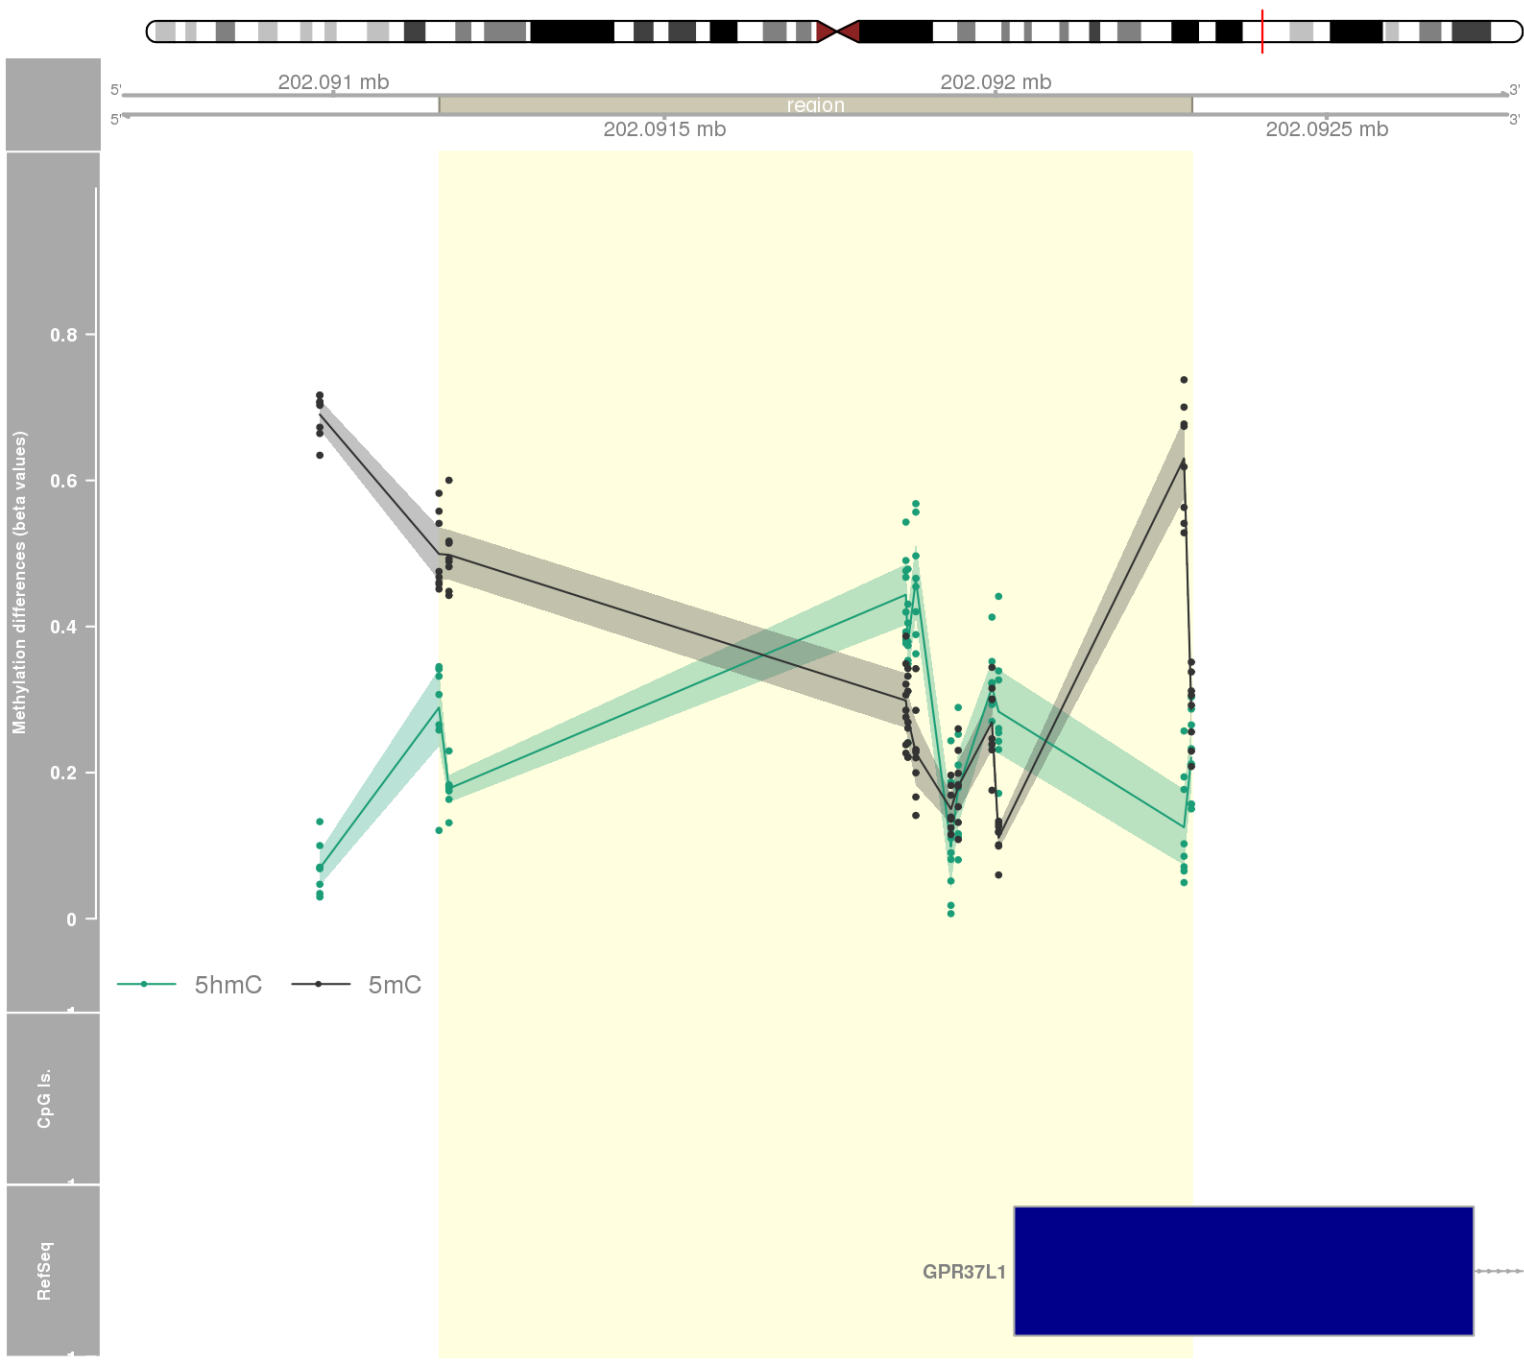 202.091 mb
202.092 mb
5'
3'
region
5'
3'
202.0915 mb
202.0925 mb
Methylation differences (beta values)
0.8
0.6
0.4
0.2
0
5hmC
5mC
CpG Is.
RefSeq
GPR37L1